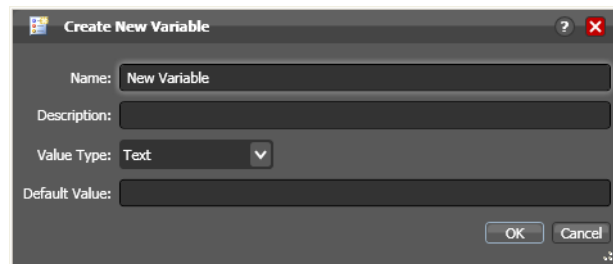 Create New Variable ?
Name: New Variable
Description:
Value Type: Text
Default Value:
OK Cancel